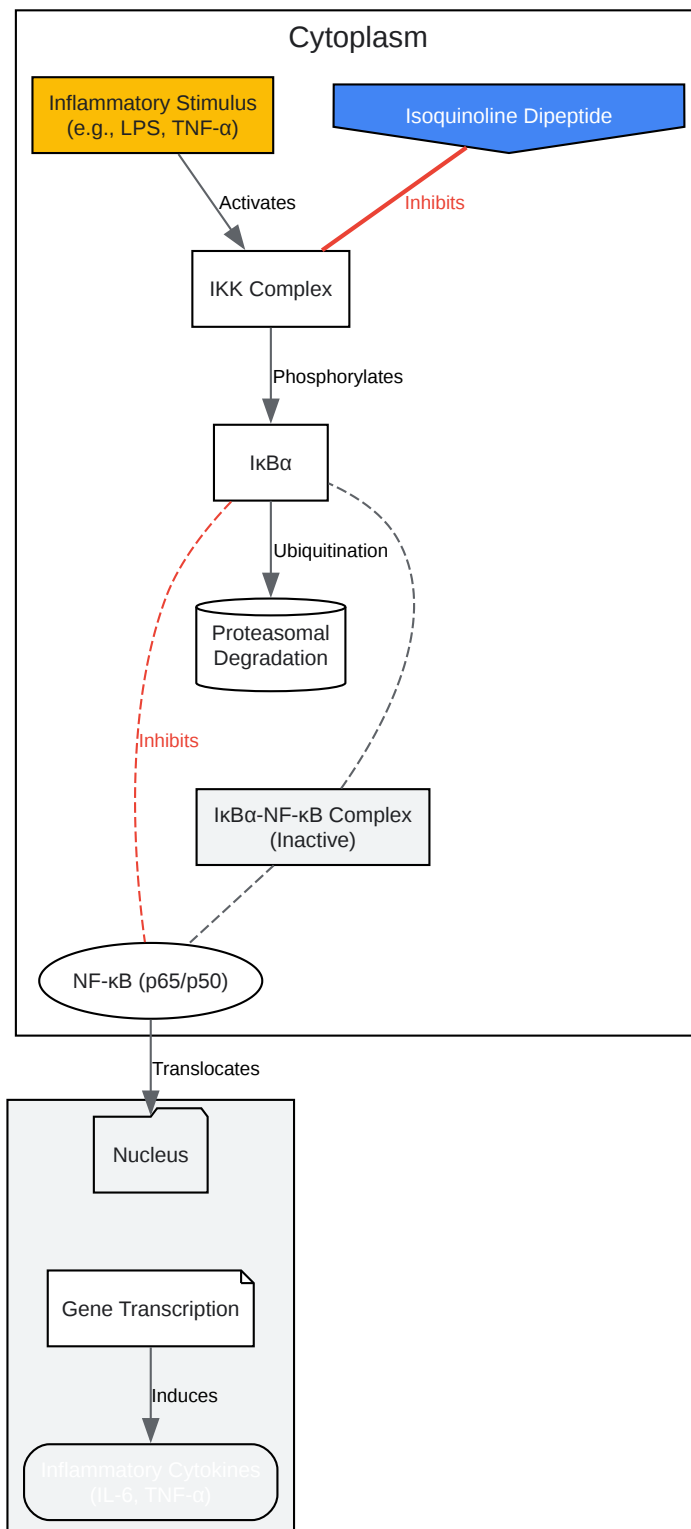 Cytoplasm
Inflammatory Stimulus
(e.g., LPS, TNF-α)
Isoquinoline Dipeptide
Activates
Inhibits
IKK Complex
Phosphorylates
IκBα
Ubiquitination
Proteasomal
Degradation
Inhibits
IκBα-NF-κB Complex
(Inactive)
NF-κB (p65/p50)
Translocates
Nucleus
Gene Transcription
Induces
Inflammatory Cytokines
(IL-6, TNF-α)